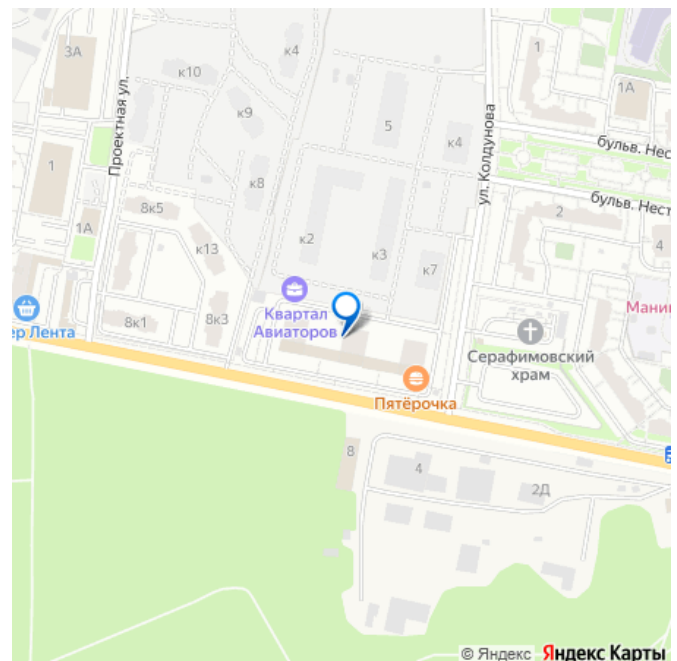 к4
1
3А
к10
1А
Проектная ул.
к9
5
к4
ул. Колдунова
бульв. Нес
1
к8
8к5
1А
к13
к2
к3
бульв. Нест
2
4
к7
Квартал
Авиаторов
Мани
ер Лента
8к1
8к3
Серафимовский
храм
Пятёрочка
8
4
2Д
© Яндекс Яндекс Карты